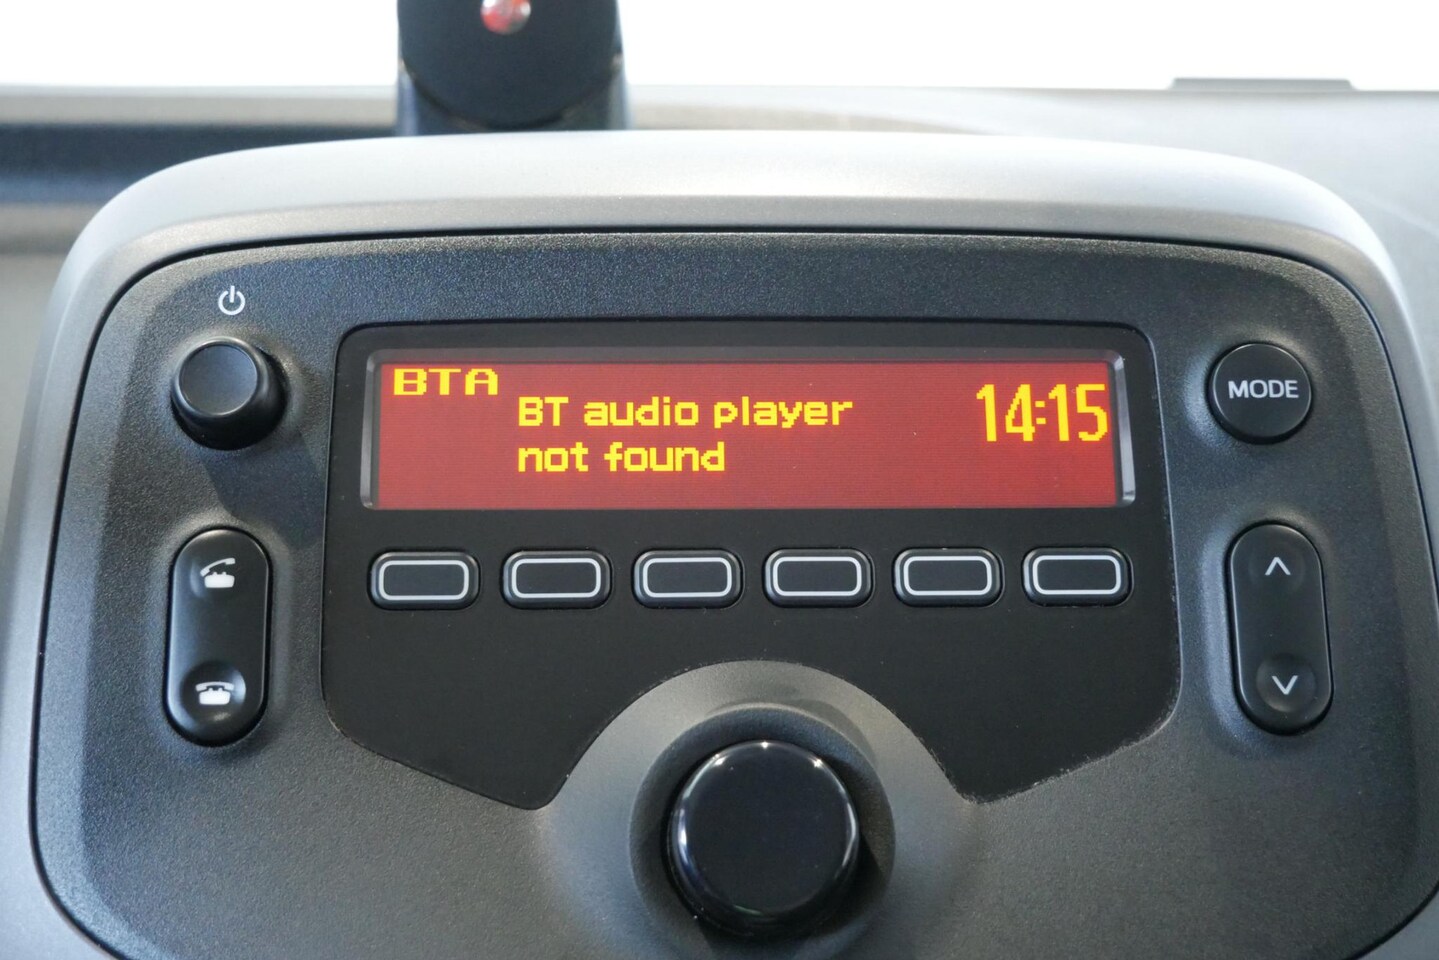 BTA
BT audio player
not found
14:15
MODE